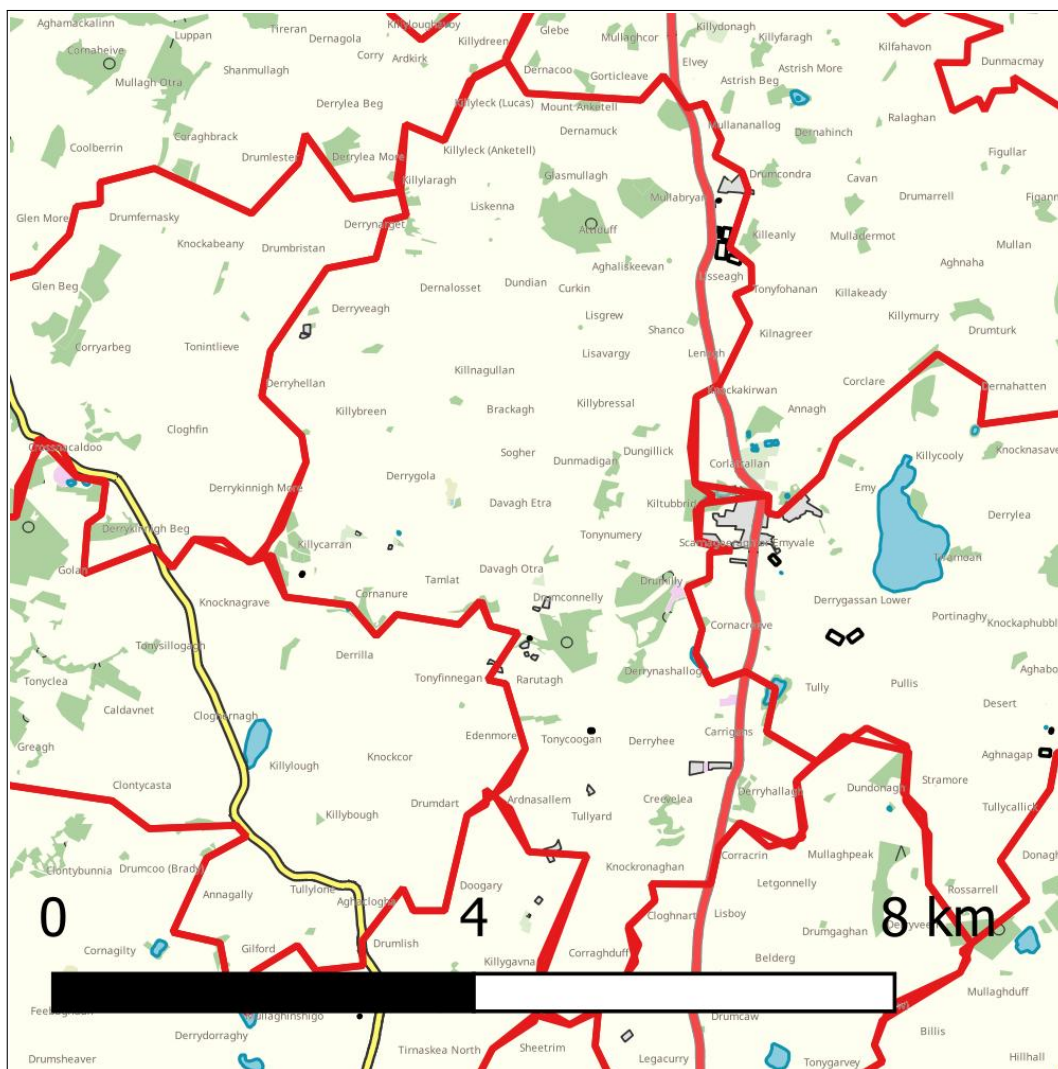 Aghamackalinn
Luppan
Tireran
Dernagola
Killydreen
Glebe
Mullaghcor
Killydonagh
Killyfaragh
Cornaheive
Corry
Ardkirk
Elvey
Kilfahavon
Dunmacmay
Mullagh Otra
Shanmullagh
Dernacoo
Gorticleave
Astrish Beg
Astrish More
Derrylea Beg
Killyleck (Lucas)
Mount Anketell
Ralaghan
Coraghbrack
Dernamuck
Mullananallog
Dernahinch
Coolberrin
Drumlester
Derrylea More
Killyleck (Anketell)
Figullar
Killylaragh
Glasmullagh
Drumcondra
Cavan
Glen More
Drumfernasky
Liskenna
Mullabryan
Drumarrell
Derrynarget
Knockabeany
Drumbristan
Killeanly
Mulladermot
Mullan
Glen Beg
Dernalosset
Dundian
Curkin
Aghaliskeevan
Lisseagh
Tonyfohanan
Killakeady
Aghnaha
Derryveagh
Lisgrew
Shanco
Kilnagreer
Killymurry
Drumturk
Corryarbeg
Tonintlieve
Lisavargy
Derryhellan
Killnagullan
Knockakirwan
Corclare
Dernahatten
Killybreen
Brackagh
Killybressal
Annagh
Cloghfin
Sogher
Dunmadigan
Dungillick
Killycooly
Derrykinnigh More
Derrygola
Corlattallan
Emy
Davagh Etra
Kiltubbrid
Derrylea
Derrykinnigh Beg
Killycarran
Tonynumery
Golan
Tamlat
Davagh Otra
Knocknagrave
Cornanure
Drumconnelly
Derrygassan Lower
Portinaghy
Tonysillogagh
Derrilla
Cornacreeve
Tonyclea
Tonyfinnegan
Rarutagh
Derrynashallog
Tully
Pullis
Caldavnet
Desert
Greagh
Knockcor
Edenmore
Tonycoogan
Derryhee
Carrigans
Aghnagap
Clontycasta
Killylough
Stramore
Drumdart
Ardnasallem
Creevelea
Derryhallagh
Dundonagh
Tullycallick
Killybough
Tullyard
Corracrin
Mullaghpeak
Clontybunnia
Drumcoo (Brady)
Knockronaghan
Doogary
Letgonnelly
Rossarrell
Annagally
Tullylone
Aghaclogha
Cloghnart
Lisboy
0
4
8 km
Cornagilty
Gilford
Drumlish
Drumgaghan
Killygavna
Corraghduff
Belderg
Mullaghduff
Derrydorraghy
Drumcaw
Billis
Drumsheaver
Tirnaskea North
Sheetrim
Legacurry
Tonygarvey
Hillhall